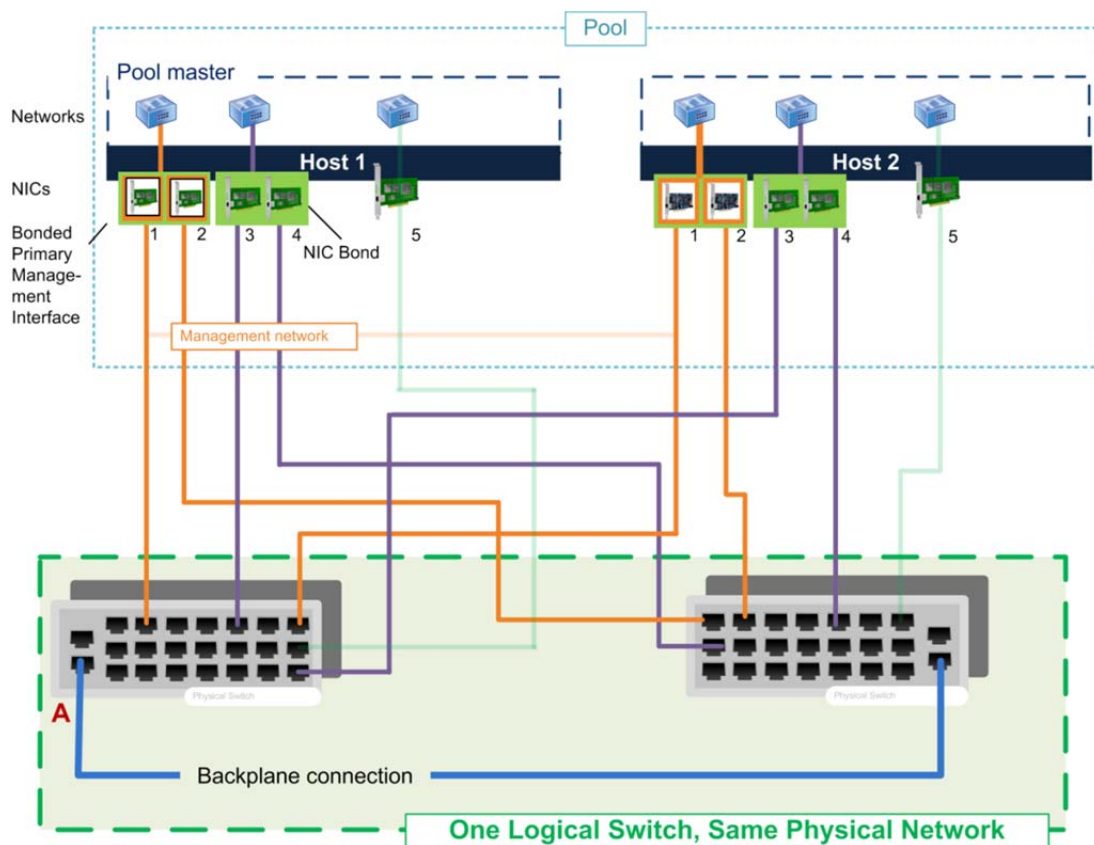 Pool
Pool master
Networks
Host 1
Host 2
NICs
Bonded
Primary
Manage-
ment
Interface
1
2
3
4
5
NIC Bond
1
2
3
4
5
Management network
Physical Switch
Physical Switch
A
Backplane connection
One Logical Switch, Same Physical Network